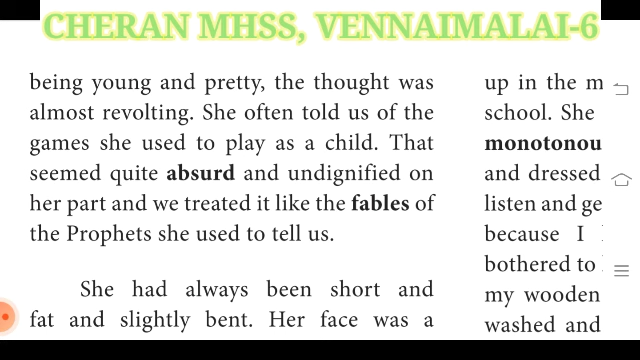 CHERAN MHSS, VENNAIMALAI-6
being young and pretty, the thought was
almost revolting. She often told us of the
games she used to play as a child. That
seemed quite absurd and undignified on
her part and we treated it like the fables of
the Prophets she used to tell us.
She had always been short and
fat and slightly bent. Her face was a
up in the m
school. She
monotonou
and dressed
listen and ge
because I
bothered to
my wooden
washed and